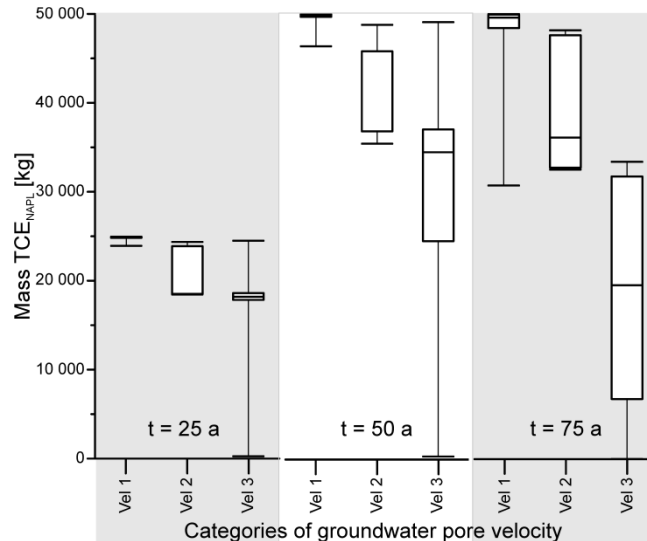 50 000
40 000
30 000
20 000
10 000
0
Mass TCE NAPL [kg]
t = 25 a
t = 50 a
t = 75 a
Vel 1
Vel 2
Vel 3
Vel 1
Vel 2
Vel 3
Vel 1
Vel 2
Vel 3
Categories of groundwater pore velocity